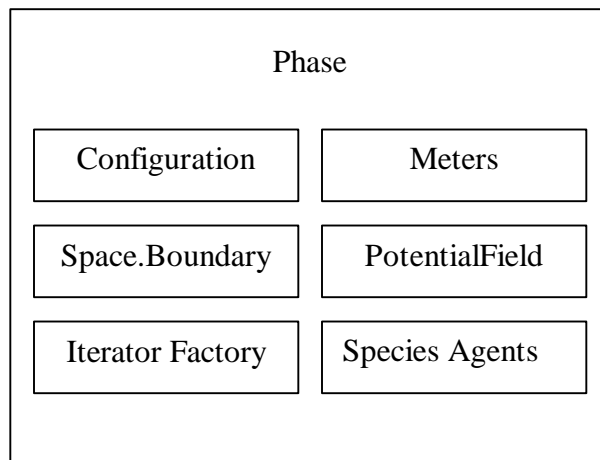 Phase
Configuration
Meters
Space.Boundary
PotentialField
Iterator Factory
Species Agents